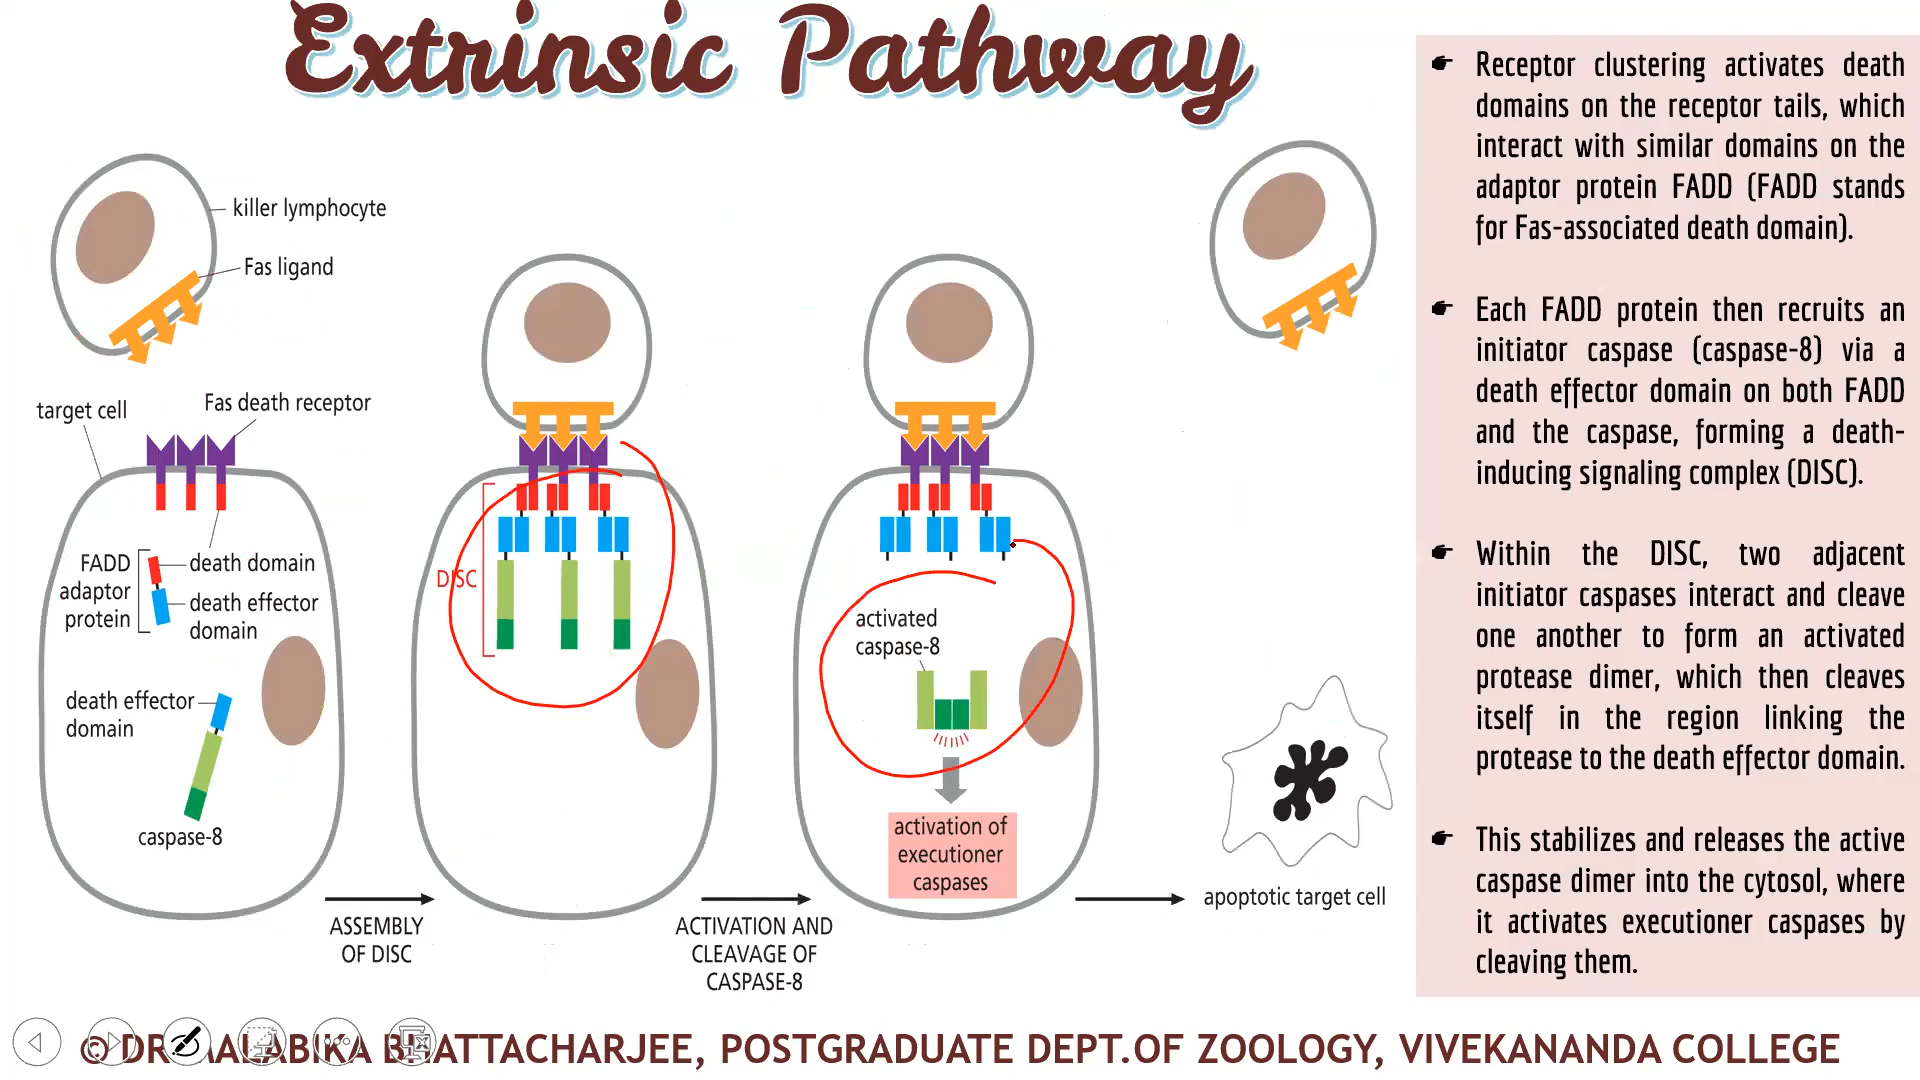 Extrinsic Pathway
killer lymphocyte
Fas ligand
target cell
Fas death receptor
FADD
adaptor
protein
death domain
death effector
domain
death effector
domain
caspase-8
ASSEMBLY
OF DISC
DISC
ACTIVATION AND
CLEAVAGE OF
CASPASE-8
activated
caspase-8
activation of
executioner
caspases
apoptotic target cell
Receptor clustering activates death
domains on the receptor tails, which
interact with similar domains on the
adaptor protein FADD (FADD stands
for Fas-associated death domain).
Each FADD protein then recruits an
initiator caspase (caspase-8) via a
death effector domain on both FADD
and the caspase, forming a death-
inducing signaling complex (DISC).
Within the DISC, two adjacent
initiator caspases interact and cleave
one another to form an activated
protease dimer, which then cleaves
itself in the region linking the
protease to the death effector domain.
This stabilizes and releases the active
caspase dimer into the cytosol, where
it activates executioner caspases by
cleaving them.
© DR. MALABIKA BHATTACHARJEE, POSTGRADUATE DEPT.OF ZOOLOGY, VIVEKANANDA COLLEGE